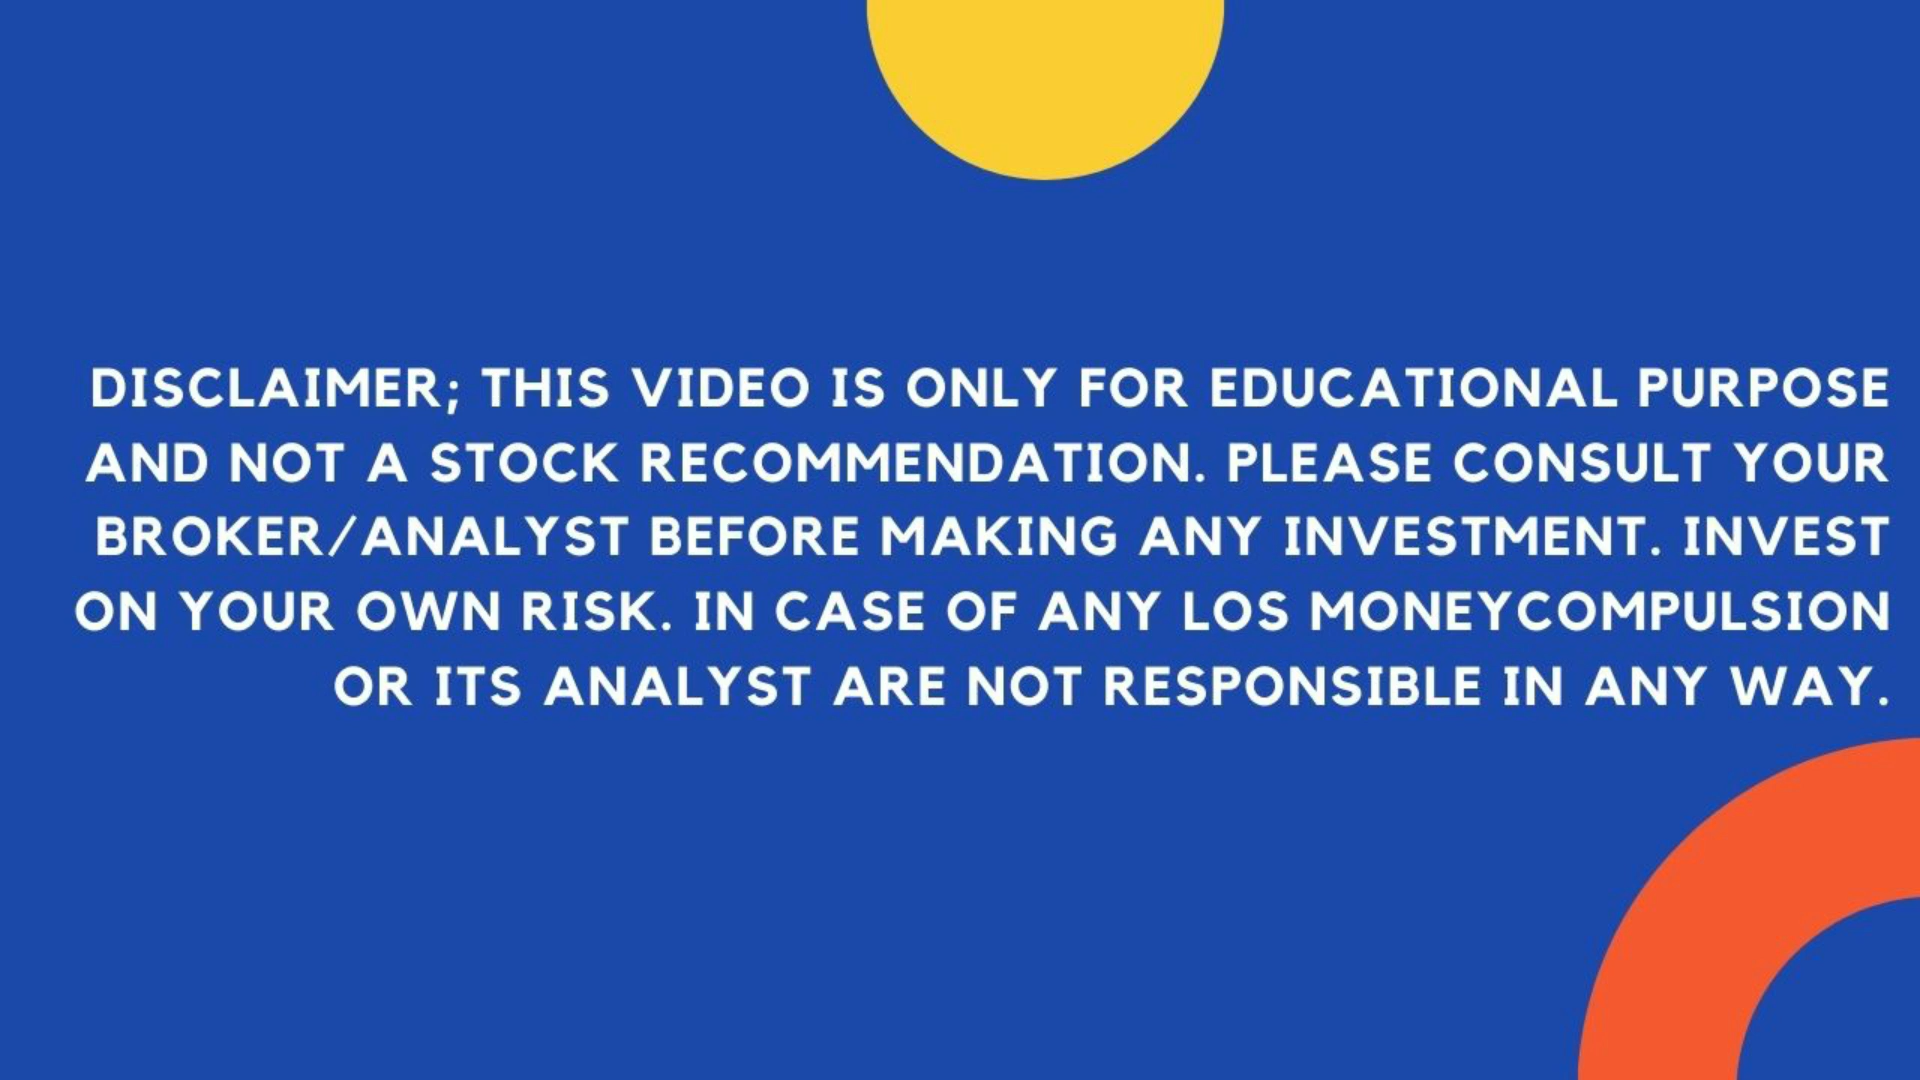 DISCLAIMER; THIS VIDEO IS ONLY FOR EDUCATIONAL PURPOSE
AND NOT A STOCK RECOMMENDATION. PLEASE CONSULT YOUR
BROKER/ANALYST BEFORE MAKING ANY INVESTMENT. INVEST
ON YOUR OWN RISK. IN CASE OF ANY LOS MONEYCOMPULSION
OR ITS ANALYST ARE NOT RESPONSIBLE IN ANY WAY.